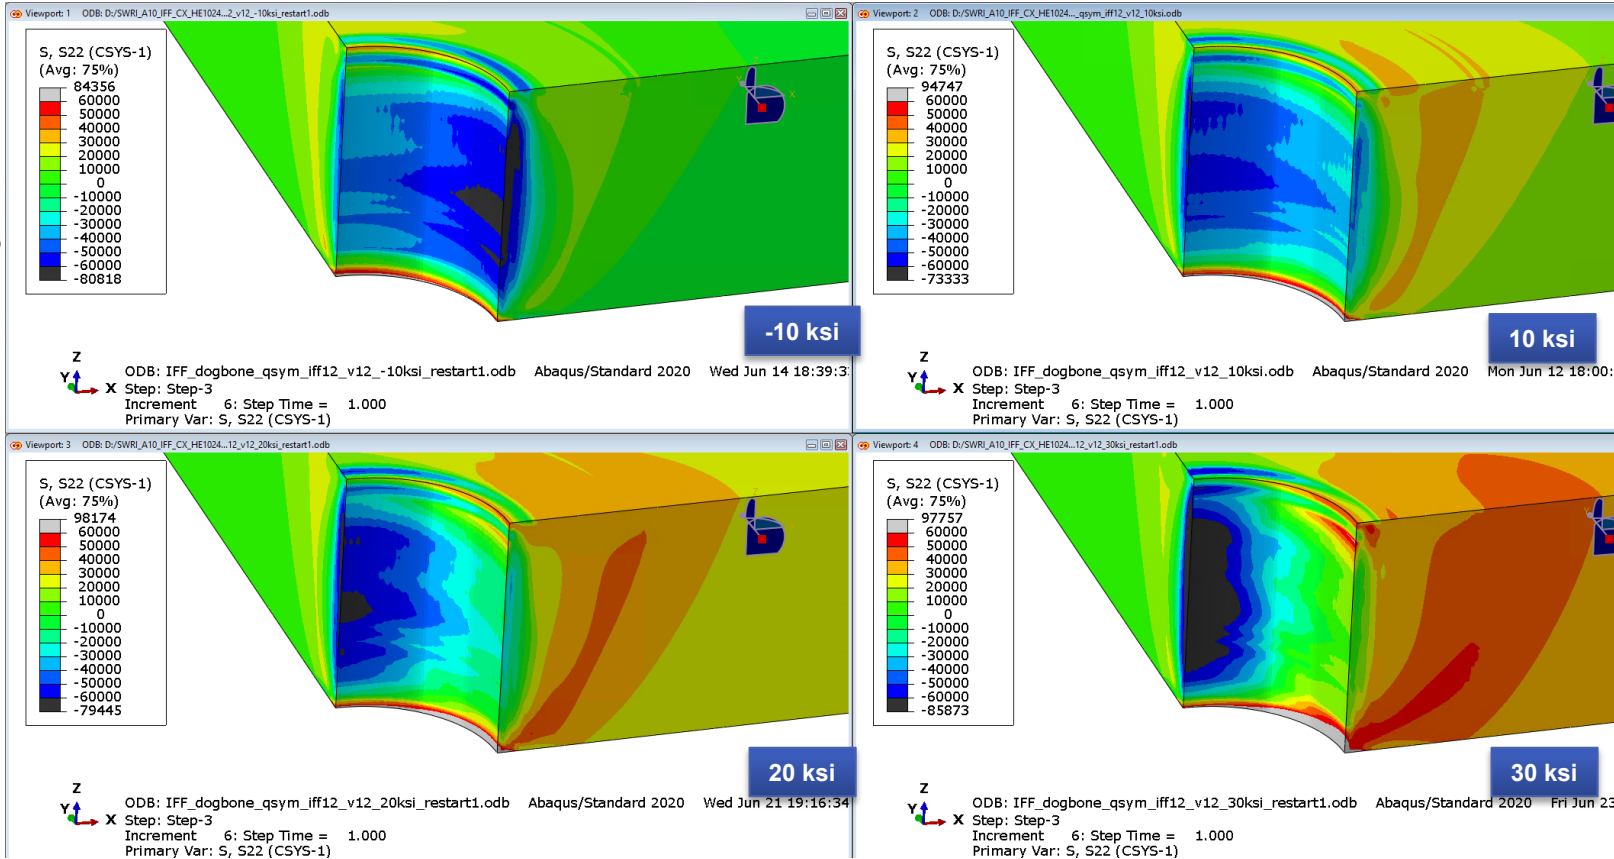 Viewport: 1 ODB: D:/SWRI_A10_IFF_CX_HE1024...2_v12_-10ksi_restart1.odb
S, S22 (CSYS-1)
(Avg: 75%)
84356
60000
50000
40000
30000
20000
10000
0
-10000
-20000
-30000
-40000
-50000
-60000
-80818
X
-10 ksi
Z
Y
X
ODB: IFF_dogbone_qsym_iff12_v12_-10ksi_restart1.odb Abaqus/Standard 2020 Wed Jun 14 18:39:3
Step: Step-3
Increment 6: Step Time = 1.000
Primary Var: S, S22 (CSYS-1)
Viewport: 2 ODB: D:/SWRI_A10_IFF_CX_HE1024..._qsym_iff12_v12_10ksi.odb
S, S22 (CSYS-1)
(Avg: 75%)
94747
60000
50000
40000
30000
20000
10000
0
-10000
-20000
-30000
-40000
-50000
-60000
-73333
10 ksi
Z
Y
X
ODB: IFF_dogbone_qsym_iff12_v12_10ksi.odb Abaqus/Standard 2020 Mon Jun 12 18:00:
Step: Step-3
Increment 6: Step Time = 1.000
Primary Var: S, S22 (CSYS-1)
Viewport: 3 ODB: D:/SWRI_A10_IFF_CX_HE1024...12_v12_20ksi_restart1.odb
S, S22 (CSYS-1)
(Avg: 75%)
98174
60000
50000
40000
30000
20000
10000
0
-10000
-20000
-30000
-40000
-50000
-60000
-79445
20 ksi
Z
Y
X
ODB: IFF_dogbone_qsym_iff12_v12_20ksi_restart1.odb Abaqus/Standard 2020 Wed Jun 21 19:16:34
Step: Step-3
Increment 6: Step Time = 1.000
Primary Var: S, S22 (CSYS-1)
Viewport: 4 ODB: D:/SWRI_A10_IFF_CX_HE1024...12_v12_30ksi_restart1.odb
S, S22 (CSYS-1)
(Avg: 75%)
97757
60000
50000
40000
30000
20000
10000
0
-10000
-20000
-30000
-40000
-50000
-60000
-85873
30 ksi
Z
Y
X
ODB: IFF_dogbone_qsym_iff12_v12_30ksi_restart1.odb Abaqus/Standard 2020 Fri Jun 23
Step: Step-3
Increment 6: Step Time = 1.000
Primary Var: S, S22 (CSYS-1)